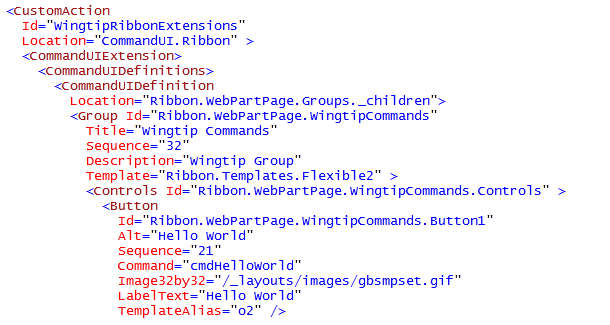 <CustomAction
Id="WingtipRibbonExtensions"
Location="CommandUI.Ribbon" >
<CommandUIExtension>
<CommandUIDefinitions>
<CommandUIDefinition
Location="Ribbon.WebPartPage.Groups._children">
<Group Id="Ribbon.WebPartPage.WingtipCommands"
Title="Wingtip Commands"
Sequence="32"
Description="Wingtip Group"
Template="Ribbon.Templates.Flexible2" >
<Controls Id="Ribbon.WebPartPage.WingtipCommands.Controls" >
<Button
Id="Ribbon.WebPartPage.WingtipCommands.Button1"
Alt="Hello World"
Sequence="21"
Command="cmdHelloWorld"
Image32by32="/_layouts/images/gbsmpset.gif"
LabelText="Hello World"
TemplateAlias="o2" />